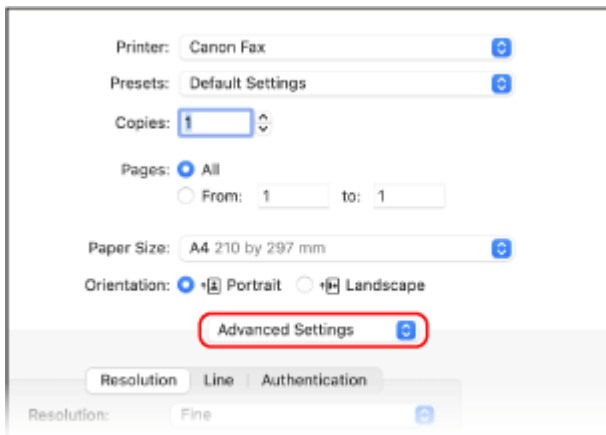 Printer: Canon Fax
Presets: Default Settings
Copies: 1
Pages: All
From: 1 to: 1
Paper Size: A4 210 by 297 mm
Orientation: Portrait Landscape
Advanced Settings
Resolution Line Authentication
Resolution: Fine